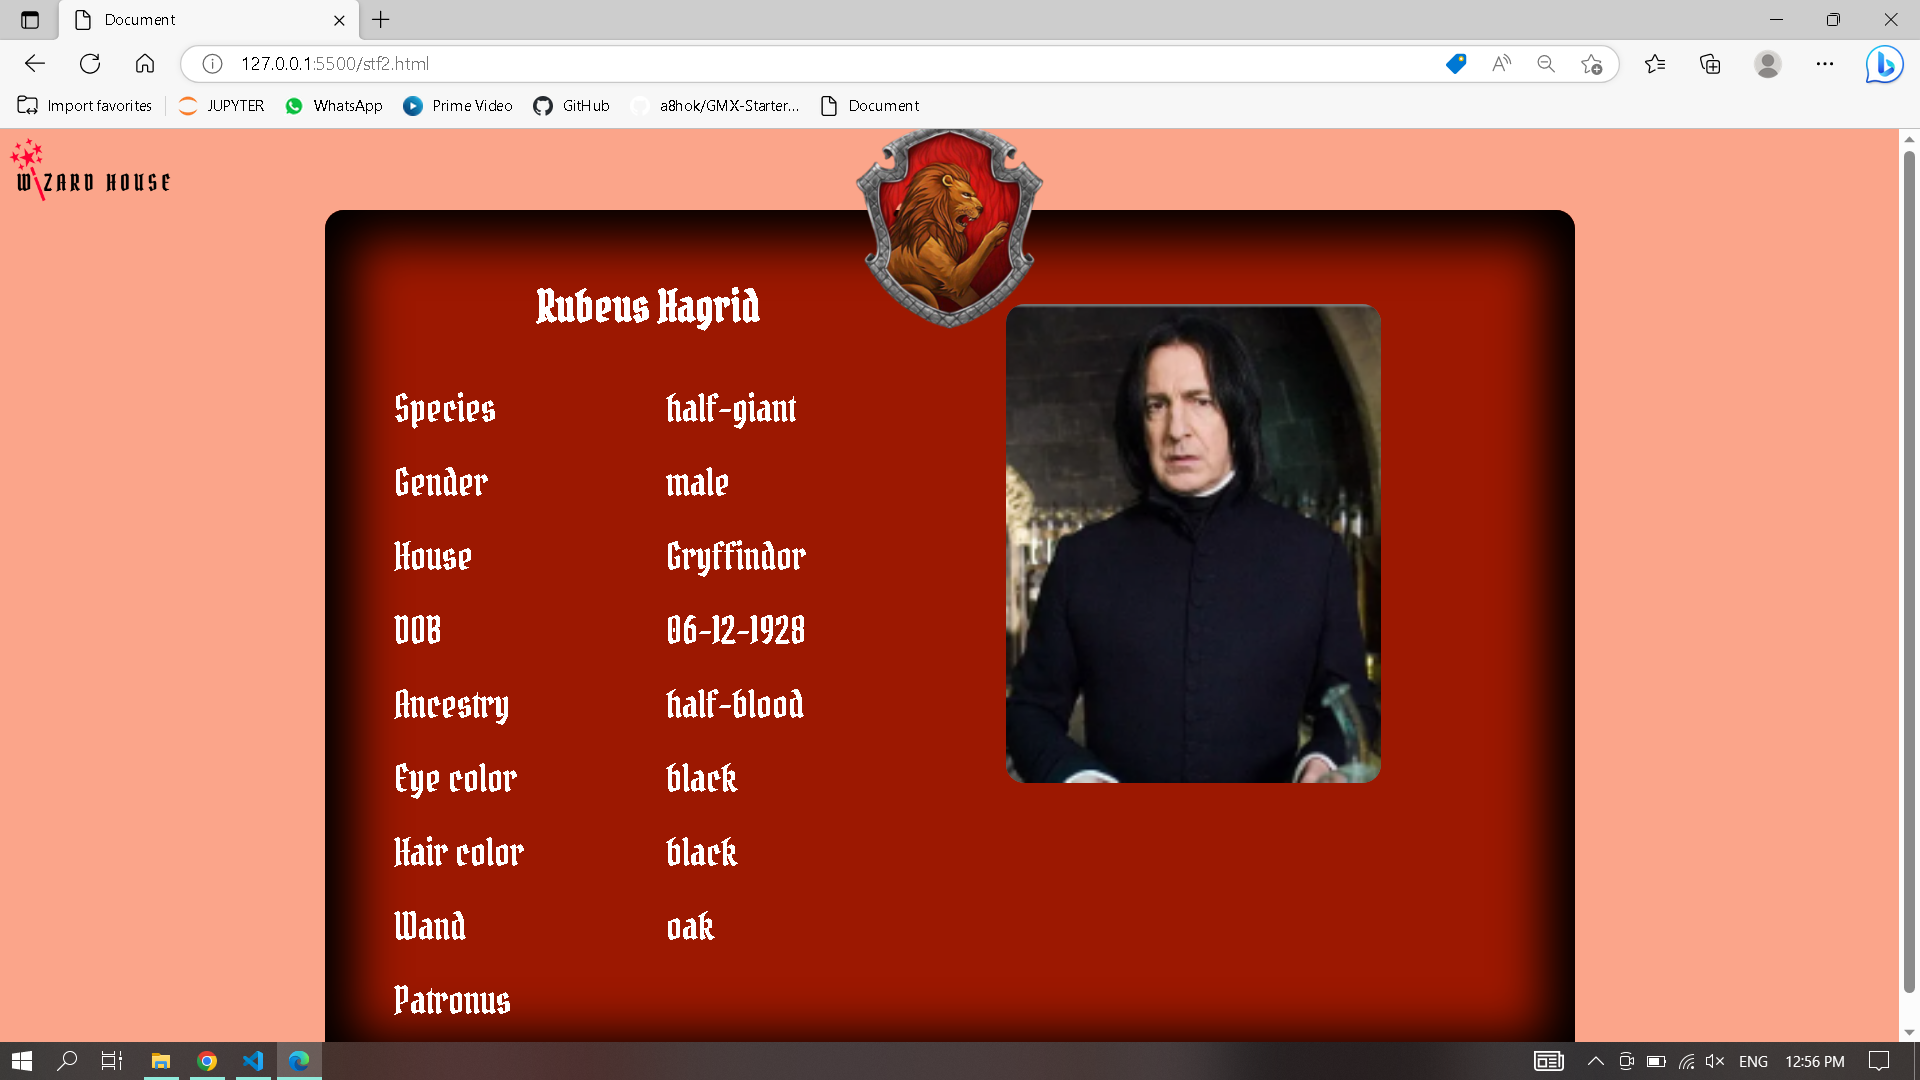 Document
127.0.0.1:5500/stf2.html
Import favorites JUPYTER WhatsApp Prime Video GitHub a8hok/GMX-Starter... Document
WIZARD HOUSE
Rubeus Hagrid
Species half-giant
Gender male
House Gryffindor
DOB 06-12-1928
Ancestry half-blood
Eye color black
Hair color black
Wand oak
Patronus
ENG 12:56 PM